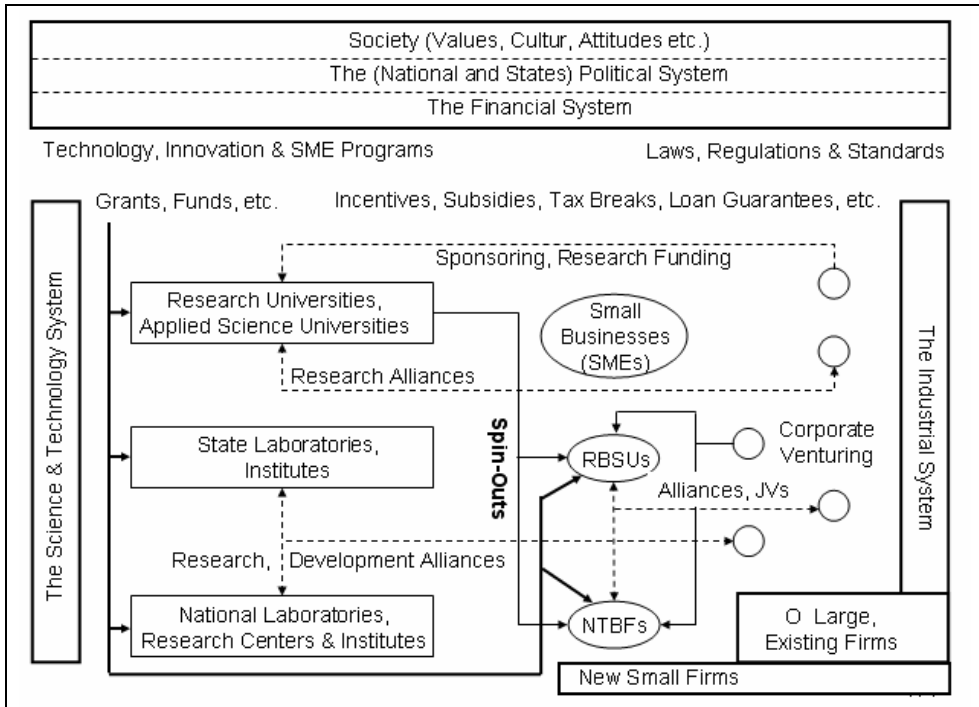 Society (Values, Cultur, Attitudes etc.)
The (National and States) Political System
The Financial System
Technology, Innovation & SME Programs
Laws, Regulations & Standards
Grants, Funds, etc.
Incentives, Subsidies, Tax Breaks, Loan Guarantees, etc.
The Science & Technology System
Sponsoring, Research Funding
Research Universities,
Applied Science Universities
Small
Businesses
(SMEs)
The Industrial System
Research Alliances
Spin-Outs
State Laboratories,
Institutes
RBSUs
Corporate
Venturing
Alliances, JVs
Research, Development Alliances
National Laboratories,
Research Centers & Institutes
NTBFs
O Large,
Existing Firms
New Small Firms